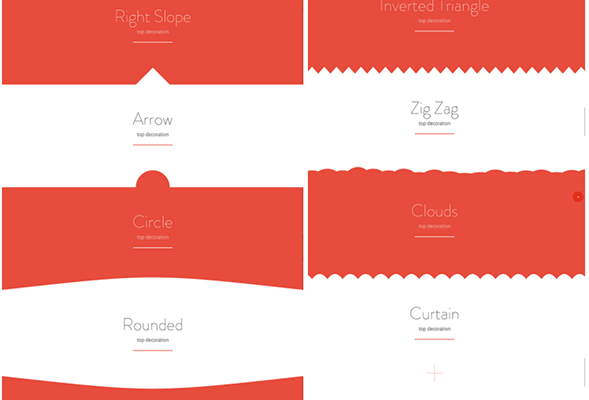 Right Slope
top decoration
Arrow
top decoration
Circle
top decoration
Rounded
top decoration
Inverted Triangle
top decoration
Zig Zag
top decoration
Clouds
top decoration
Curtain
top decoration